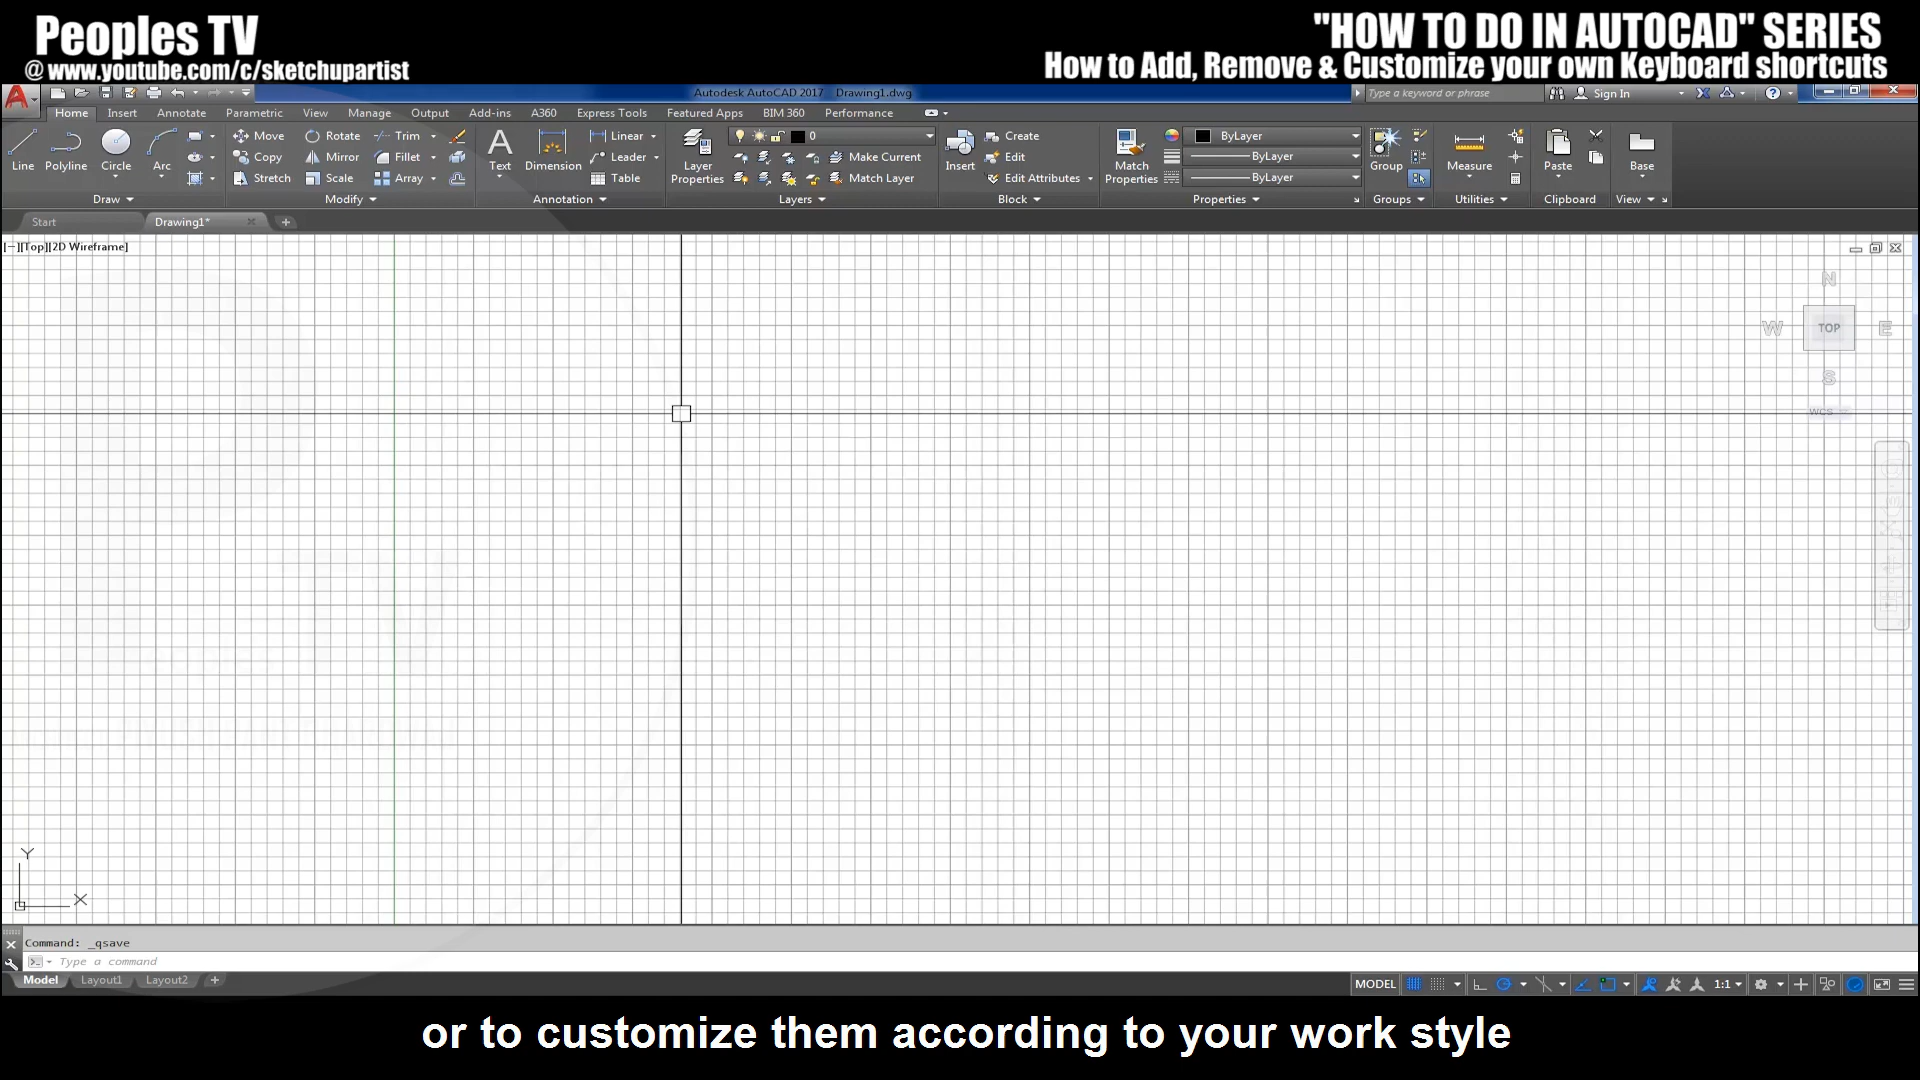 Peoples TV
@ www.youtube.com/c/sketchupartist
"HOW TO DO IN AUTOCAD" SERIES
How to Add, Remove & Customize your own Keyboard shortcuts
Autodesk AutoCAD 2017 Drawing1.dwg
Type a keyword or phrase
Sign In
Home Insert Annotate Parametric View Manage Output Add-ins A360 Express Tools Featured Apps BIM 360 Performance
Line Polyline Circle Arc
Move Rotate Trim
Copy Mirror Fillet
Stretch Scale Array
Text Dimension
Linear
Leader
Table
Layer Properties
0
Make Current
Match Layer
Insert
Create
Edit
Edit Attributes
Match Properties
ByLayer
ByLayer
ByLayer
Group
Measure
Paste
Base
Draw Modify Annotation Layers Block Properties Groups Utilities Clipboard View
Start Drawing1*
[−][Top][2D Wireframe]
N
W TOP E
S
WCS
Y
X
Command: _qsave
Type a command
Model Layout1 Layout2
MODEL 1:1
or to customize them according to your work style